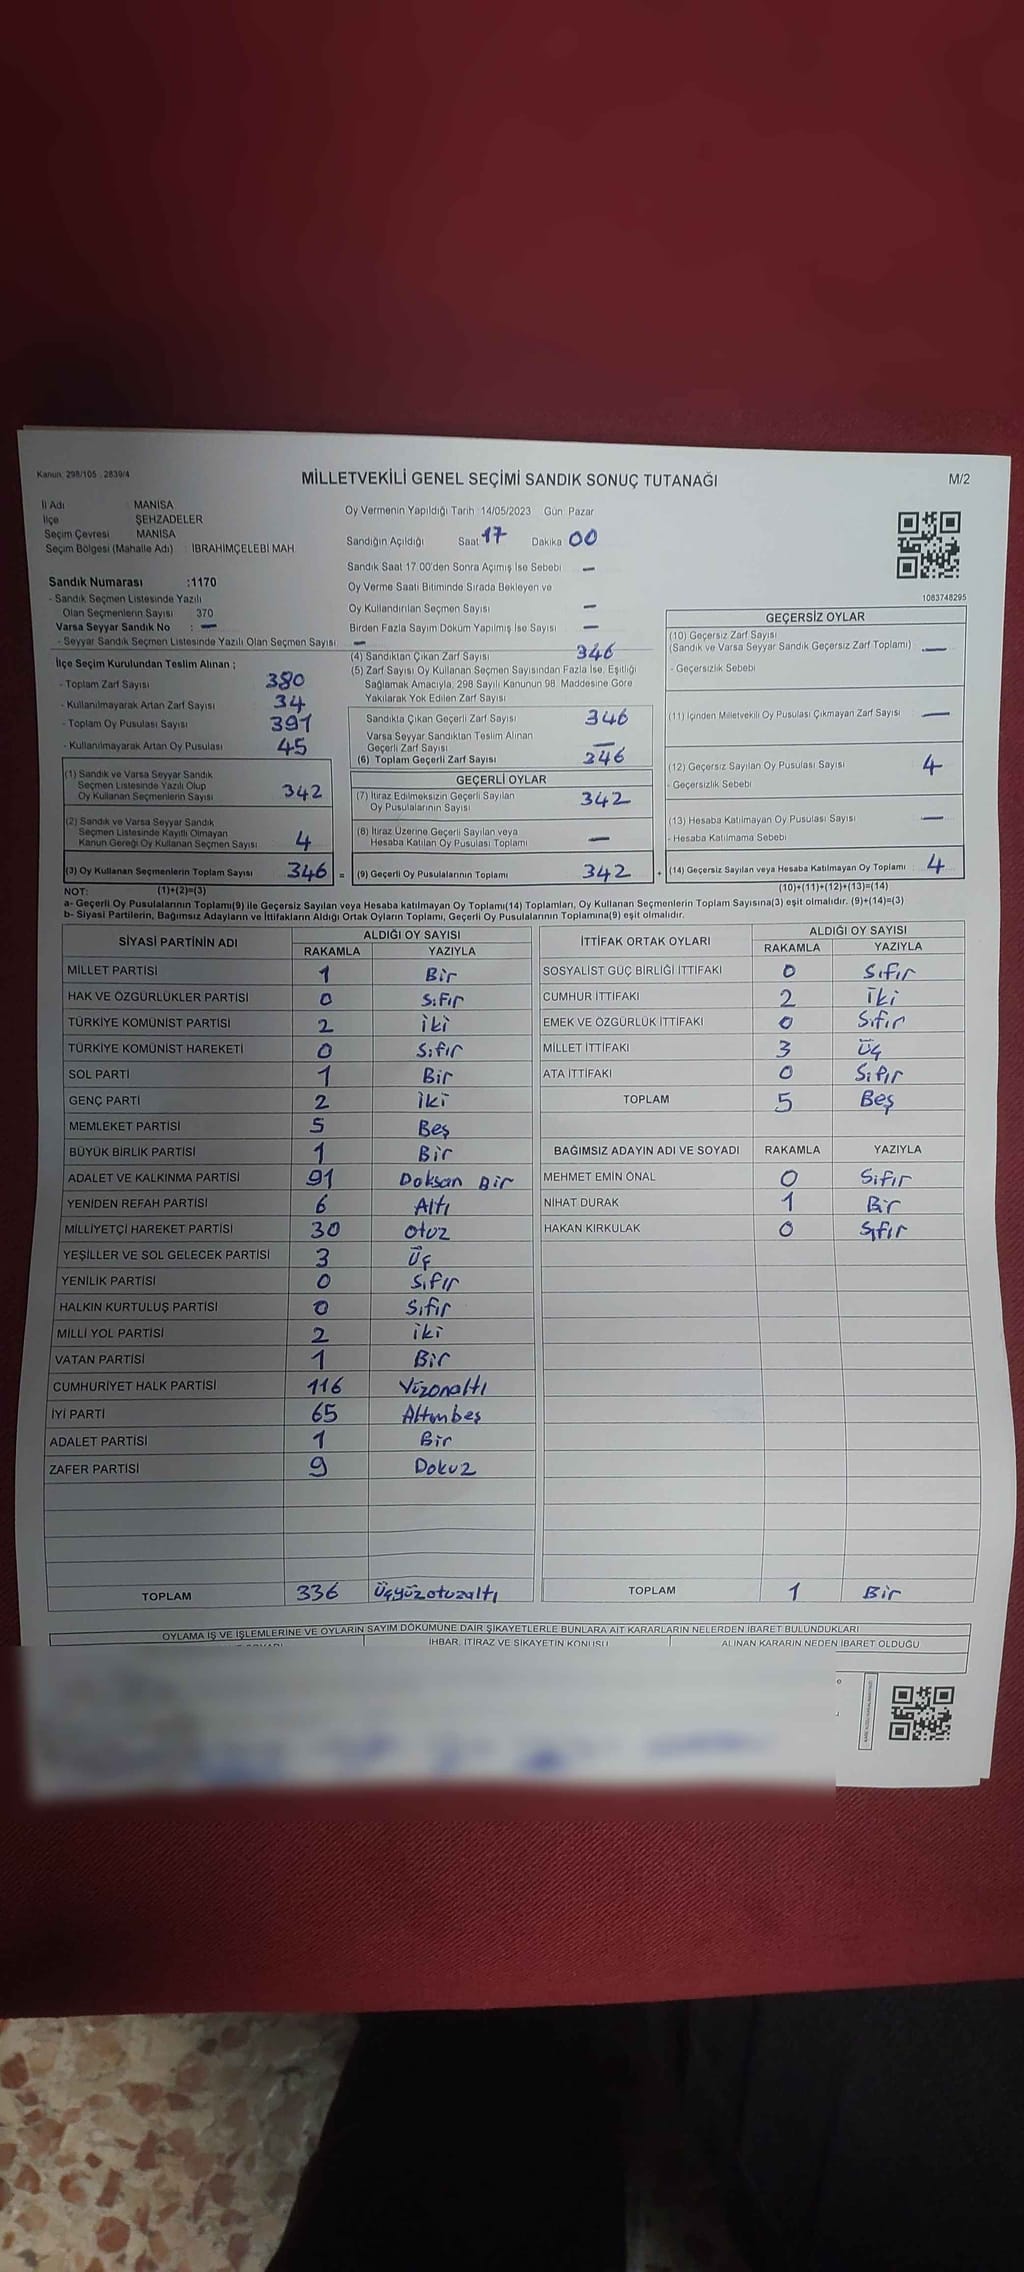 Kanun: 298/105 . 2839/4
MİLLETVEKİLİ GENEL SEÇİMİ SANDIK SONUÇ TUTANAĞI
M/2
İl Adı : MANİSA
İlçe ŞEHZADELER
Seçim Çevresi MANİSA
Seçim Bölgesi (Mahalle Adı) : İBRAHİMÇELEBİ MAH.
Sandık Numarası :1170
- Sandık Seçmen Listesinde Yazılı
Olan Seçmenlerin Sayısı 370
Varsa Seyyar Sandık No : —
- Seyyar Sandık Seçmen Listesinde Yazılı Olan Seçmen Sayısı —
Oy Vermenin Yapıldığı Tarih 14/05/2023 Gün Pazar
Sandığın Açıldığı Saat 17 Dakika 00
Sandık Saat 17.00'den Sonra Açımış İse Sebebi —
Oy Verme Saati Bitiminde Sırada Bekleyen ve
Oy Kullandırılan Seçmen Sayısı —
Birden Fazla Sayım Döküm Yapılmış İse Sayısı —
1083748295
İlçe Seçim Kurulundan Teslim Alınan ;
- Toplam Zarf Sayısı 380
- Kullanılmayarak Artan Zarf Sayısı 34
- Toplam Oy Pusulası Sayısı 391
- Kullanılmayarak Artan Oy Pusulası 45
(4) Sandıktan Çıkan Zarf Sayısı 346
(5) Zarf Sayısı Oy Kullanan Seçmen Sayısından Fazla İse, Eşitliği
Sağlamak Amacıyla, 298 Sayılı Kanunun 98. Maddesine Göre
Yakılarak Yok Edilen Zarf Sayısı
Sandıkla Çıkan Geçerli Zarf Sayısı 346
Varsa Seyyar Sandıktan Teslim Alınan
Geçerli Zarf Sayısı —
(6) Toplam Geçerli Zarf Sayısı 346
GEÇERSİZ OYLAR
(10) Geçersiz Zarf Sayısı
(Sandık ve Varsa Seyyar Sandık Geçersiz Zarf Toplamı) —
- Geçersizlik Sebebi
(11) İçinden Milletvekili Oy Pusulası Çıkmayan Zarf Sayısı —
(12) Geçersiz Sayılan Oy Pusulası Sayısı 4
- Geçersizlik Sebebi
(13) Hesaba Katılmayan Oy Pusulası Sayısı —
- Hesaba Katılmama Sebebi
(1) Sandık ve Varsa Seyyar Sandık
Seçmen Listesinde Yazılı Olup
Oy Kullanan Seçmenlerin Sayısı 342
(2) Sandık ve Varsa Seyyar Sandık
Seçmen Listesinde Kayıtlı Olmayan
Kanun Gereği Oy Kullanan Seçmen Sayısı 4
GEÇERLİ OYLAR
(7) İtiraz Edilmeksizin Geçerli Sayılan
Oy Pusulalarının Sayısı 342
(8) İtiraz Üzerine Geçerli Sayılan veya
Hesaba Katılan Oy Pusulası Toplamı —
(3) Oy Kullanan Seçmenlerin Toplam Sayısı 346 = (9) Geçerli Oy Pusulalarının Toplamı 342 + (14) Geçersiz Sayılan veya Hesaba Katılmayan Oy Toplamı 4
NOT: (1)+(2)=(3)
(10)+(11)+(12)+(13)=(14)
a- Geçerli Oy Pusulalarının Toplamı(9) ile Geçersiz Sayılan veya Hesaba katılmayan Oy Toplamı(14) Toplamları, Oy Kullanan Seçmenlerin Toplam Sayısına(3) eşit olmalıdır. (9)+(14)=(3)
b- Siyasi Partilerin, Bağımsız Adayların ve İttifakların Aldığı Ortak Oyların Toplamı, Geçerli Oy Pusulalarının Toplamına(9) eşit olmalıdır.
SİYASİ PARTİNİN ADI ALDIĞI OY SAYISI
RAKAMLA YAZIYLA
MİLLET PARTİSİ 1 Bir
HAK VE ÖZGÜRLÜKLER PARTİSİ 0 Sıfır
TÜRKİYE KOMÜNİST PARTİSİ 2 iki
TÜRKİYE KOMÜNİST HAREKETİ 0 Sıfır
SOL PARTİ 1 Bir
GENÇ PARTİ 2 iki
MEMLEKET PARTİSİ 5 Beş
BÜYÜK BİRLİK PARTİSİ 1 Bir
ADALET VE KALKINMA PARTİSİ 91 Doksan Bir
YENİDEN REFAH PARTİSİ 6 Altı
MİLLİYETÇİ HAREKET PARTİSİ 30 otuz
YEŞİLLER VE SOL GELECEK PARTİSİ 3 Üç
YENİLİK PARTİSİ 0 Sıfır
HALKIN KURTULUŞ PARTİSİ 0 Sıfır
MİLLİ YOL PARTİSİ 2 iki
VATAN PARTİSİ 1 Bir
CUMHURİYET HALK PARTİSİ 116 Yüzonaltı
İYİ PARTİ 65 Altmbeş
ADALET PARTİSİ 1 Bir
ZAFER PARTİSİ 9 Dokuz
TOPLAM 336 Üçyüzotuzaltı
İTTİFAK ORTAK OYLARI ALDIĞI OY SAYISI
RAKAMLA YAZIYLA
SOSYALİST GÜÇ BİRLİĞİ İTTİFAKI 0 Sıfır
CUMHUR İTTİFAKI 2 iki
EMEK VE ÖZGÜRLÜK İTTİFAKI 0 Sıfır
MİLLET İTTİFAKI 3 Üç
ATA İTTİFAKI 0 Sıfır
TOPLAM 5 Beş
BAĞIMSIZ ADAYIN ADI VE SOYADI RAKAMLA YAZIYLA
MEHMET EMİN ÖNAL 0 Sıfır
NİHAT DURAK 1 Bir
HAKAN KIRKULAK 0 Sıfır
TOPLAM 1 Bir
OYLAMA İŞ VE İŞLEMLERİNE VE OYLARIN SAYIM DÖKÜMÜNE DAİR ŞİKAYETLERLE BUNLARA AİT KARARLARIN NELERDEN İBARET BULUNDUKLARI
İHBAR, İTİRAZ VE ŞİKAYETİN KONUSU ALINAN KARARIN NEDEN İBARET OLDUĞU